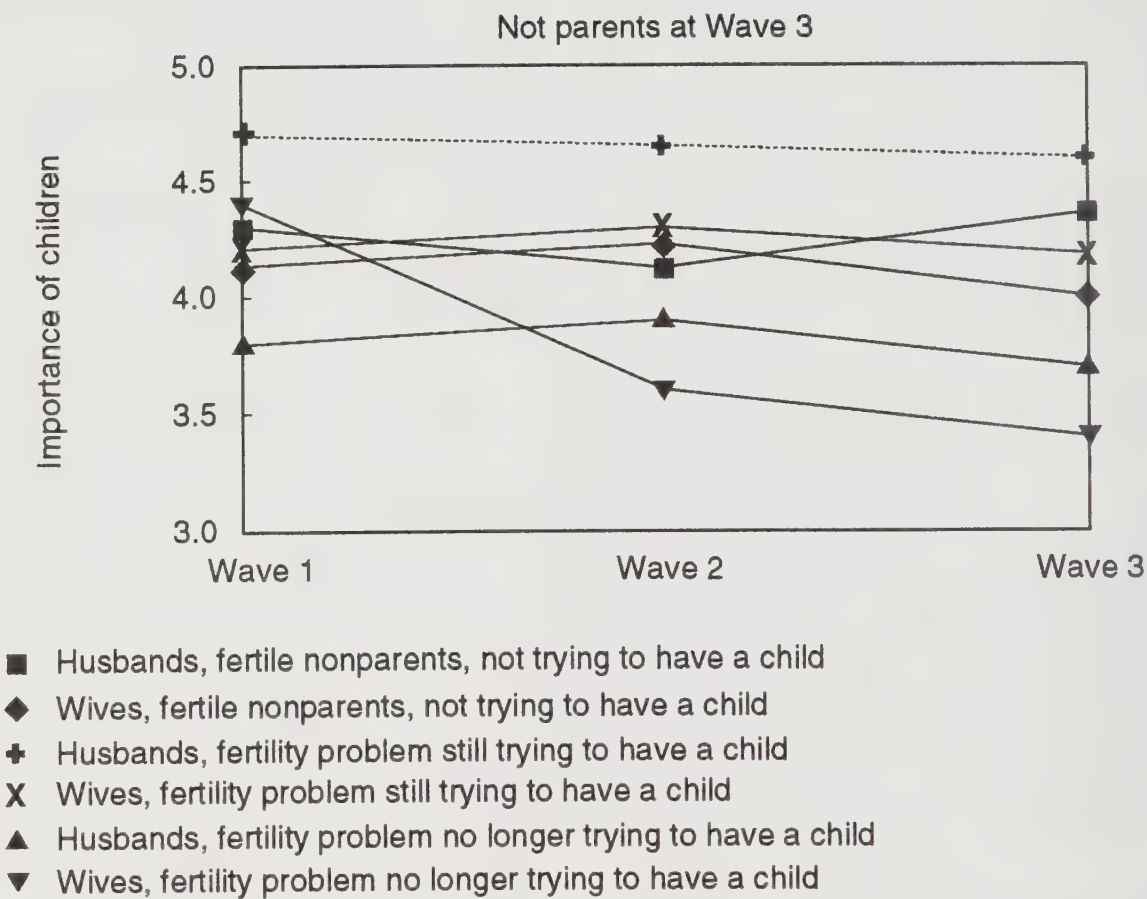 Not parents at Wave 3
Importance of children
5.0
4.5
4.0
3.5
3.0
Wave 1 Wave 2 Wave 3
Husbands, fertile nonparents, not trying to have a child
Wives, fertile nonparents, not trying to have a child
Husbands, fertility problem still trying to have a child
Wives, fertility problem still trying to have a child
Husbands, fertility problem no longer trying to have a child
Wives, fertility problem no longer trying to have a child